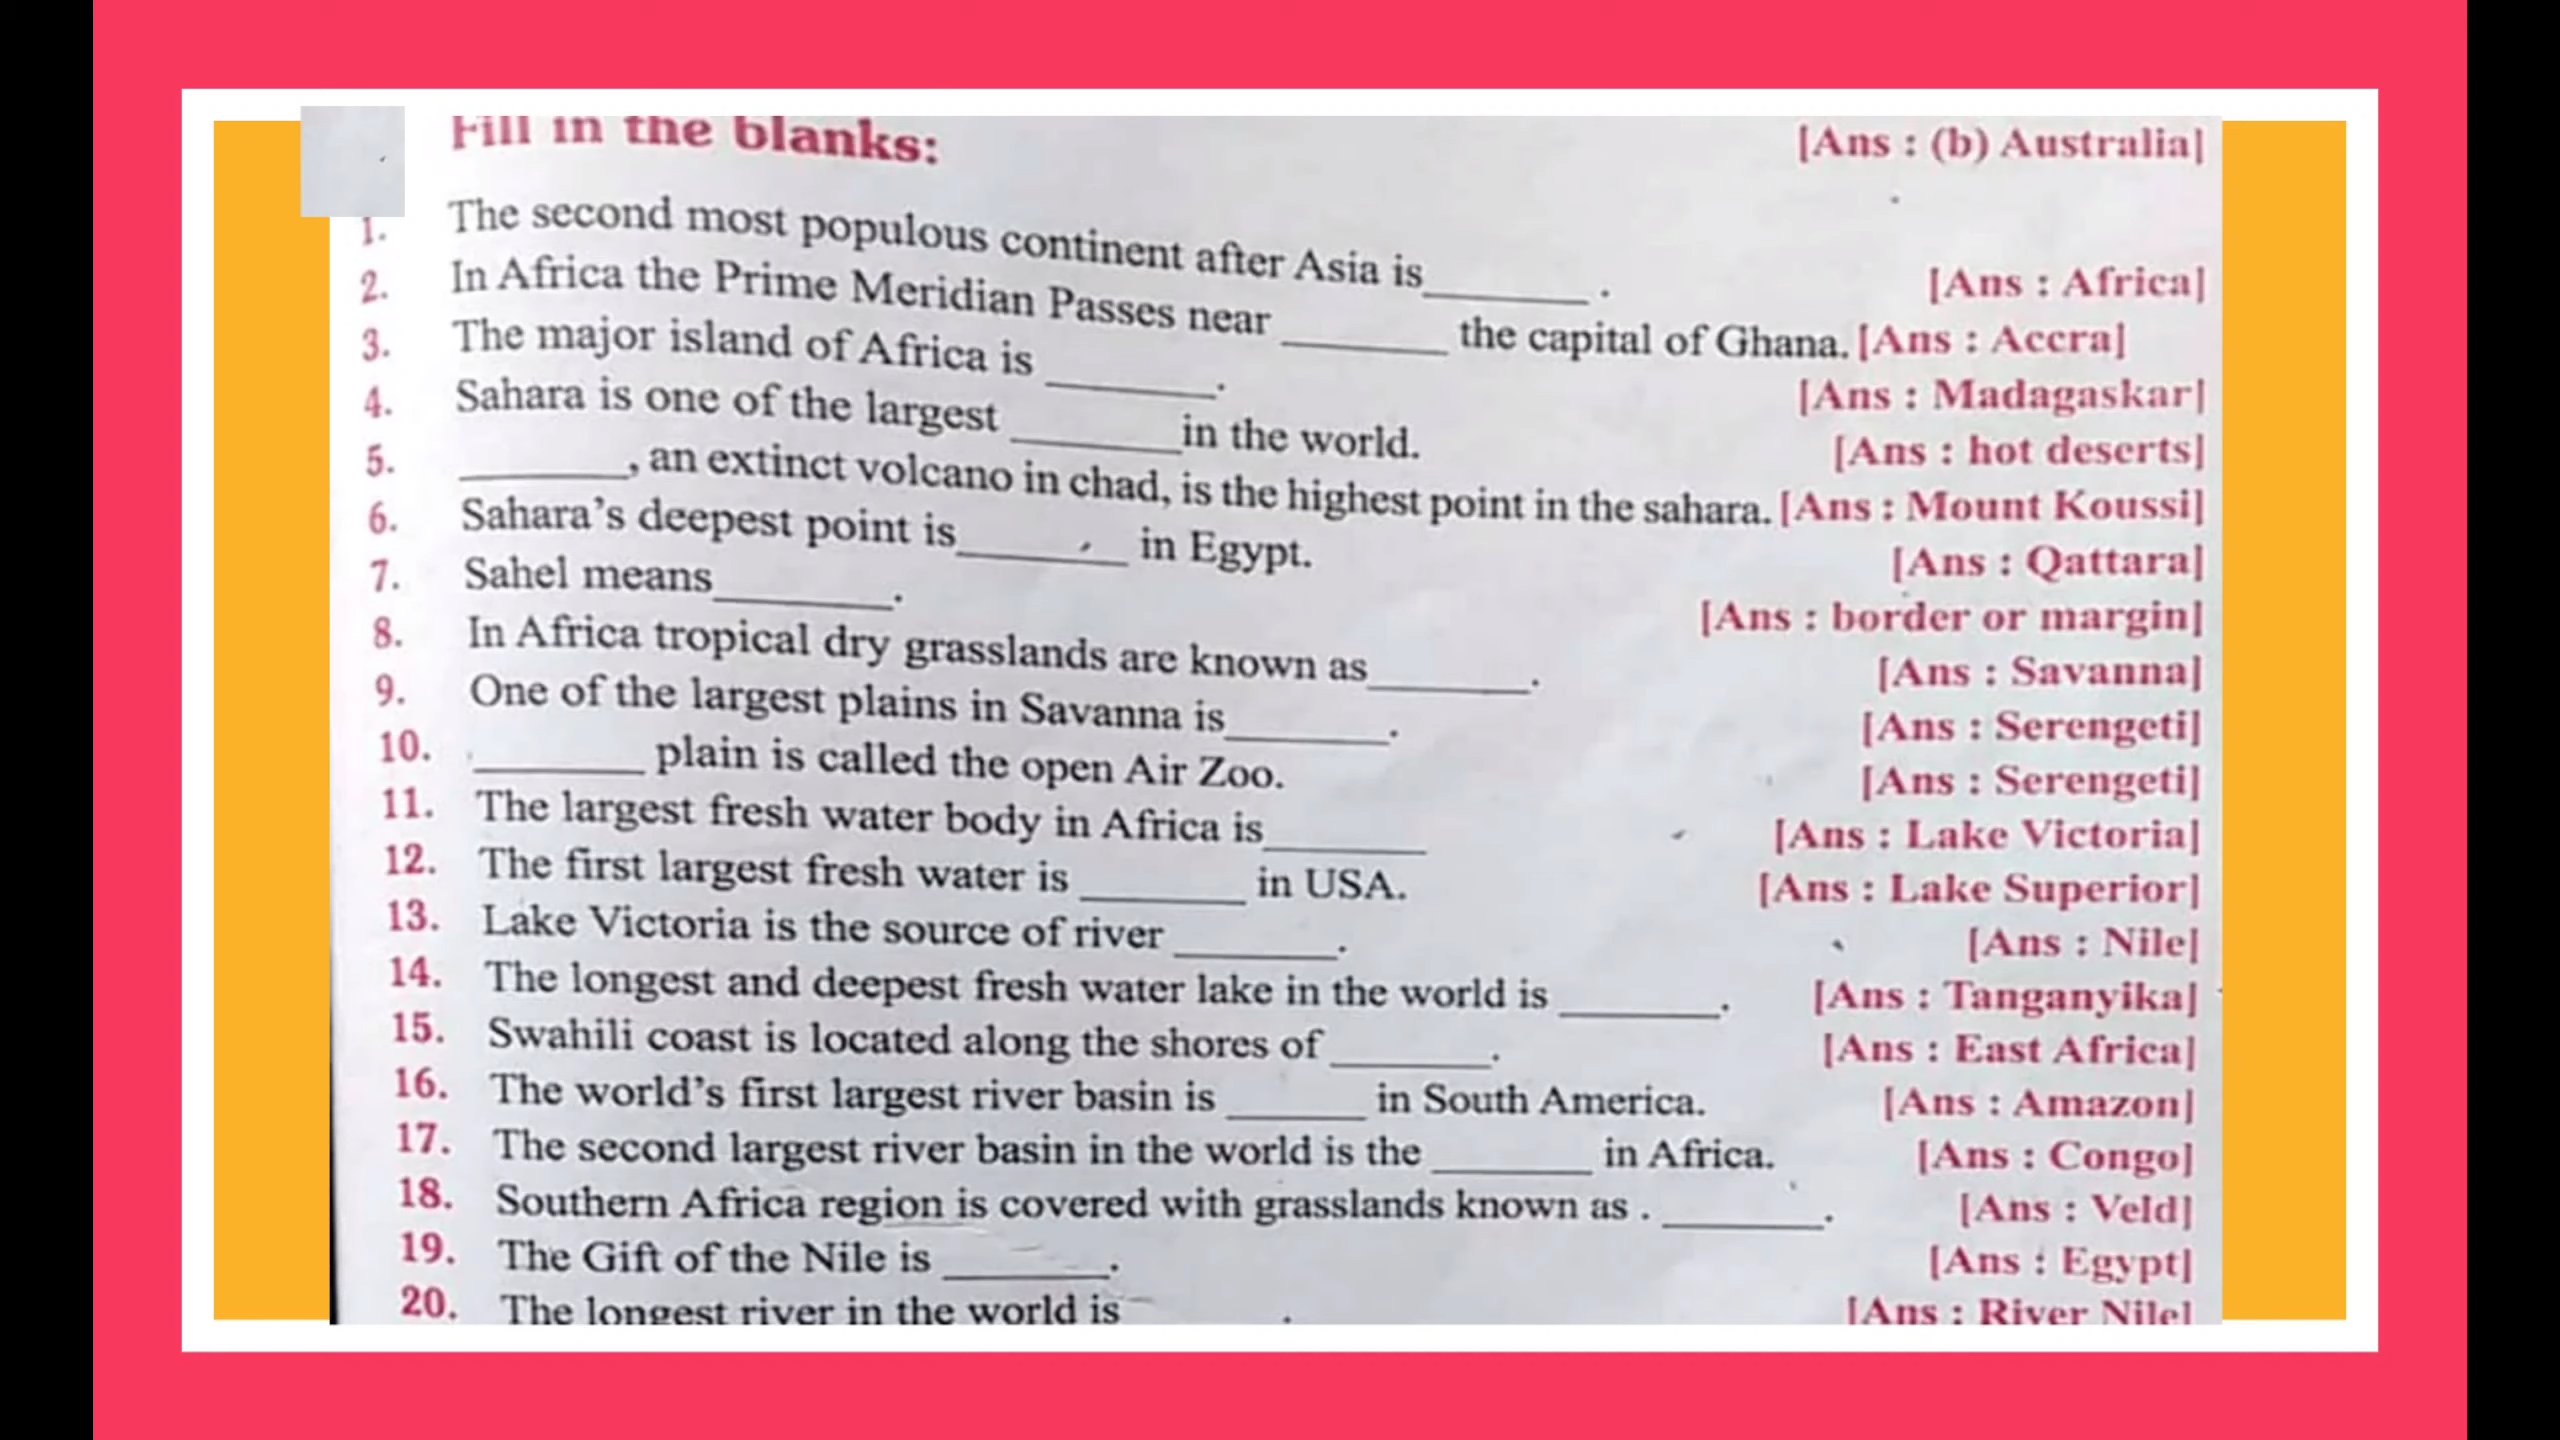 Fill in the blanks: [Ans : (b) Australia]
1. The second most populous continent after Asia is________ . [Ans : Africa]
2. In Africa the Prime Meridian Passes near ________ the capital of Ghana. [Ans : Accra]
3. The major island of Africa is ________. [Ans : Madagaskar]
4. Sahara is one of the largest ________in the world. [Ans : hot deserts]
5. ________, an extinct volcano in chad, is the highest point in the sahara. [Ans : Mount Koussi]
6. Sahara's deepest point is________ in Egypt. [Ans : Qattara]
7. Sahel means________. [Ans : border or margin]
8. In Africa tropical dry grasslands are known as________. [Ans : Savanna]
9. One of the largest plains in Savanna is________. [Ans : Serengeti]
10. ________ plain is called the open Air Zoo. [Ans : Serengeti]
11. The largest fresh water body in Africa is________ [Ans : Lake Victoria]
12. The first largest fresh water is ________ in USA. [Ans : Lake Superior]
13. Lake Victoria is the source of river ________. [Ans : Nile]
14. The longest and deepest fresh water lake in the world is ________. [Ans : Tanganyika]
15. Swahili coast is located along the shores of ________. [Ans : East Africa]
16. The world's first largest river basin is _______ in South America. [Ans : Amazon]
17. The second largest river basin in the world is the ________ in Africa. [Ans : Congo]
18. Southern Africa region is covered with grasslands known as . ________. [Ans : Veld]
19. The Gift of the Nile is ________. [Ans : Egypt]
20. The longest river in the world is ________. [Ans : River Nile]